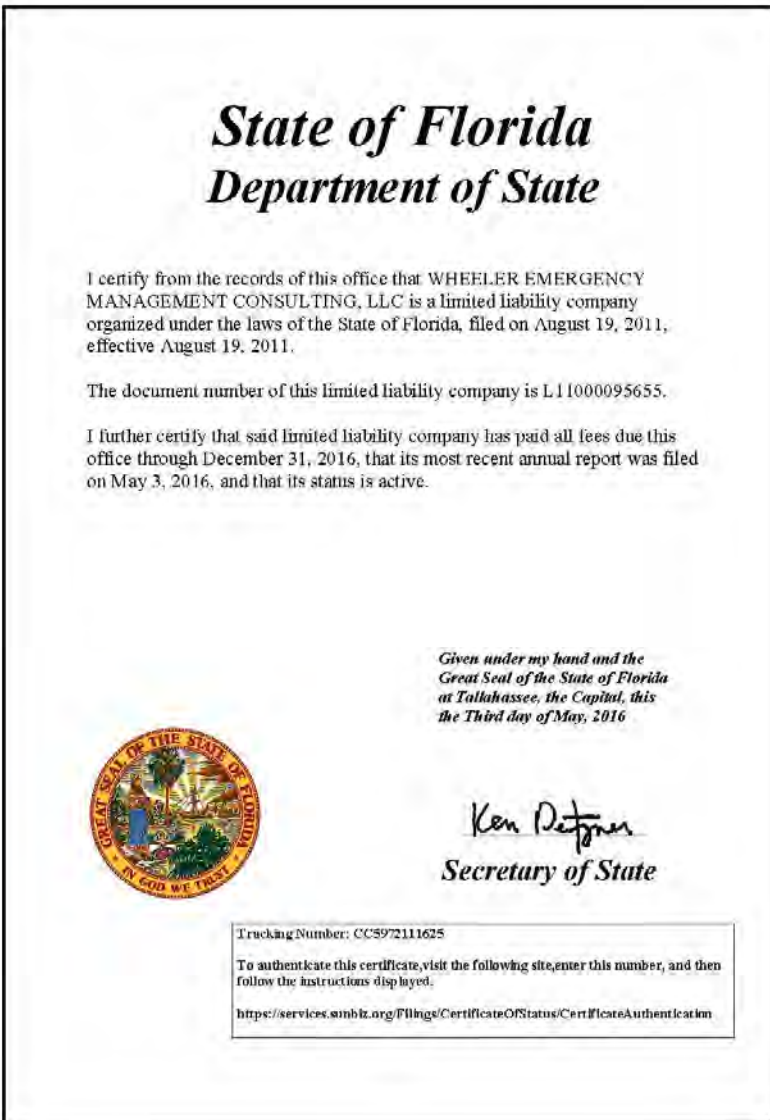 State of Florida
Department of State
I certify from the records of this office that WHEELER EMERGENCY
MANAGEMENT CONSULTING, LLC is a limited liability company
organized under the laws of the State of Florida, filed on August 19, 2011,
effective August 19, 2011.
The document number of this limited liability company is L11000095655.
I further certify that said limited liability company has paid all fees due this
office through December 31, 2016, that its most recent annual report was filed
on May 3, 2016, and that its status is active.
Given under my hand and the
Great Seal of the State of Florida
at Tallahassee, the Capital, this
the Third day of May, 2016
GREAT SEAL OF THE STATE OF FLORIDA
IN GOD WE TRUST
Ken Detzner
Secretary of State
Tracking Number: CC5972111625
To authenticate this certificate,visit the following site,enter this number, and then
follow the instructions displayed.
https://services.sunbiz.org/Filings/CertificateOfStatus/CertificateAuthentication